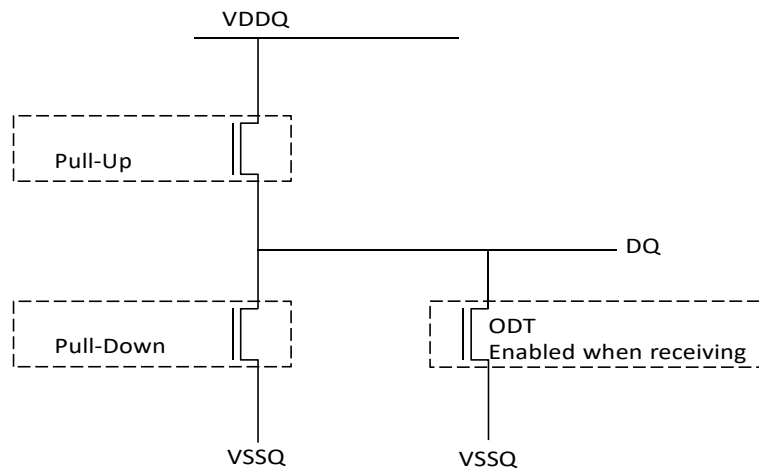 VDDQ
Pull-Up
DQ
Pull-Down
ODT
Enabled when receiving
VSSQ
VSSQ